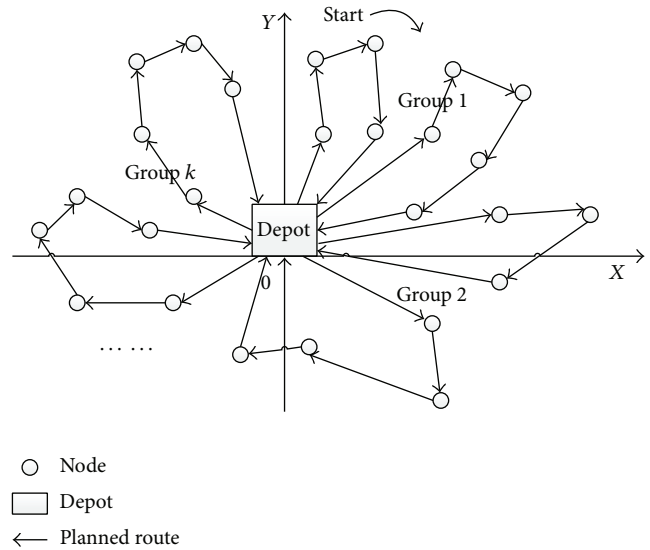 Start
Y
Group 1
Group k
Depot
X
0
Group 2
... ...
Node
Depot
Planned route